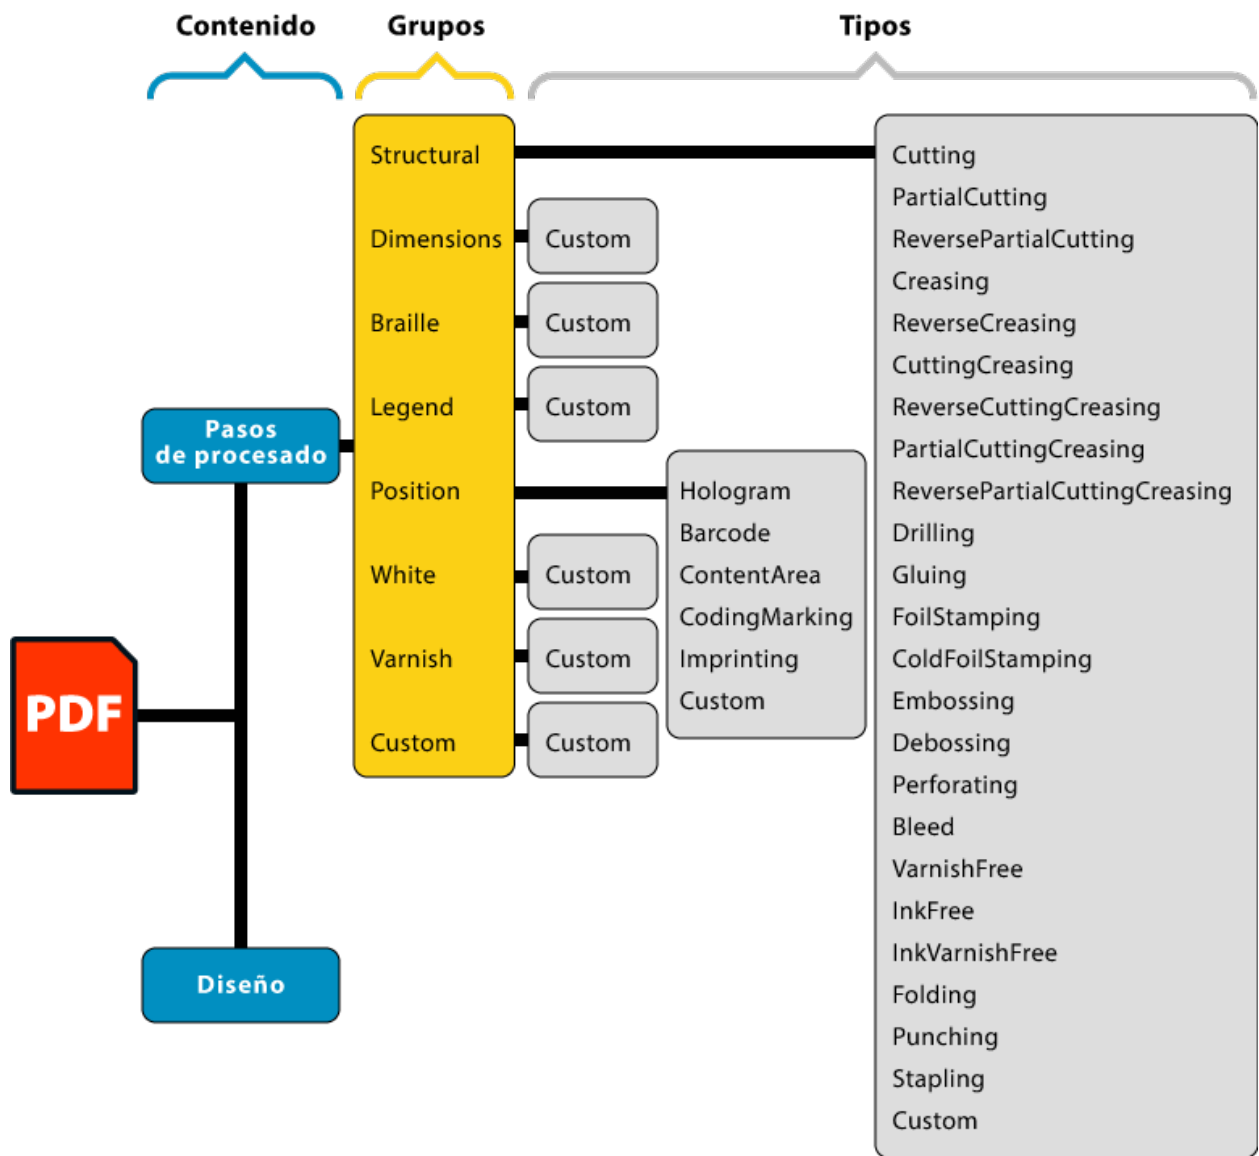 Contenido
Grupos
Tipos
PDF
Pasos
de procesado
Diseño
Structural
Dimensions
Braille
Legend
Position
White
Varnish
Custom
Custom
Custom
Custom
Custom
Custom
Custom
Hologram
Barcode
ContentArea
CodingMarking
Imprinting
Custom
Cutting
PartialCutting
ReversePartialCutting
Creasing
ReverseCreasing
CuttingCreasing
ReverseCuttingCreasing
PartialCuttingCreasing
ReversePartialCuttingCreasing
Drilling
Gluing
FoilStamping
ColdFoilStamping
Embossing
Debossing
Perforating
Bleed
VarnishFree
InkFree
InkVarnishFree
Folding
Punching
Stapling
Custom